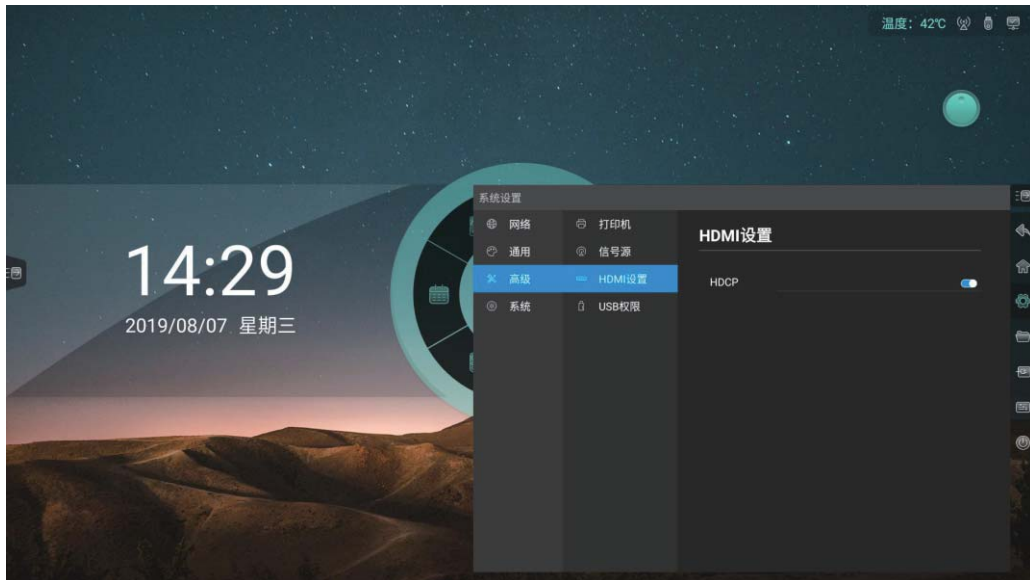 温度：42℃
系统设置
网络
通用
高级
系统
打印机
信号源
HDMI设置
USB权限
HDMI设置
HDCP
14:29
2019/08/07 星期三